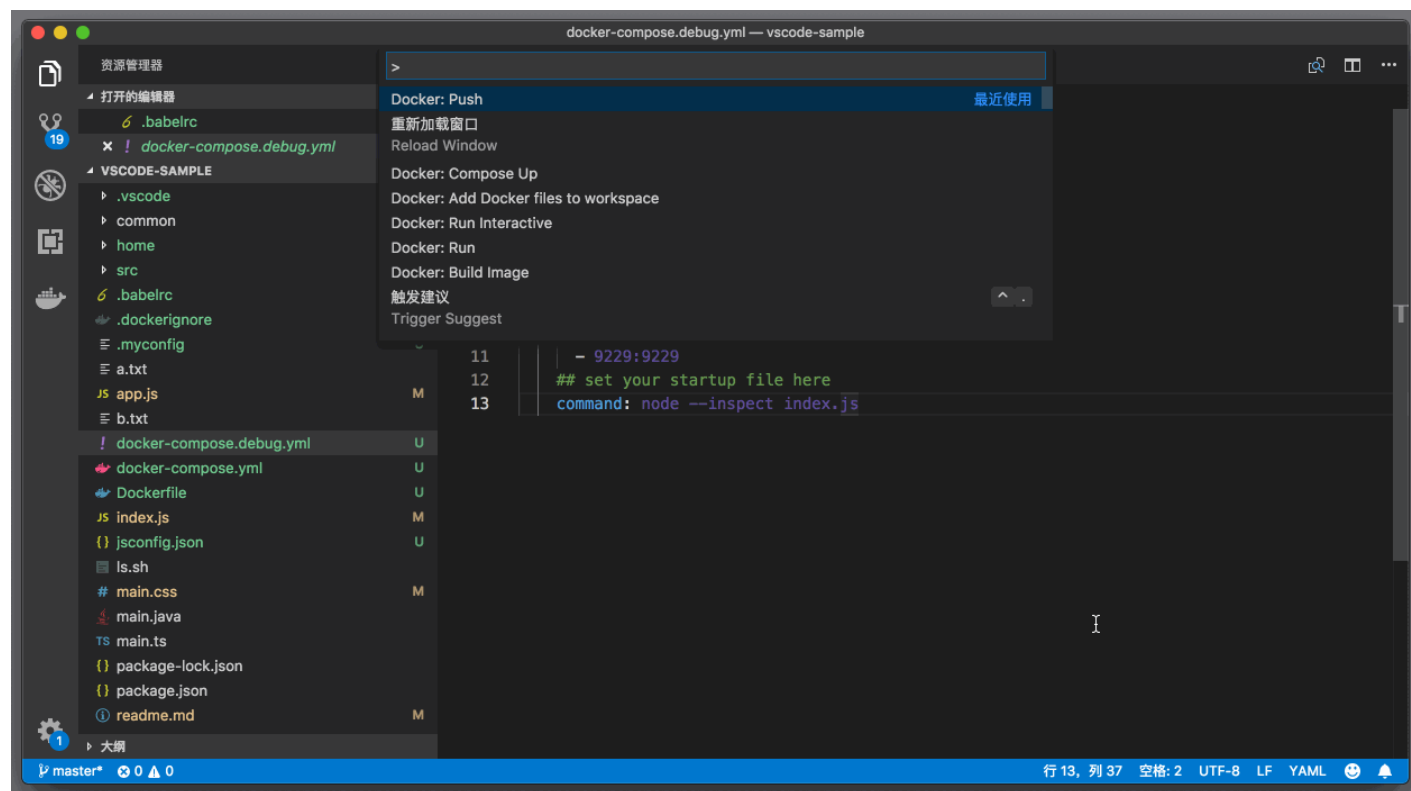 docker-compose.debug.yml — vscode-sample
资源管理器
打开的编辑器
.babelrc
docker-compose.debug.yml
VSCODE-SAMPLE
.vscode
common
home
src
.babelrc
.dockerignore
.myconfig
a.txt
JS app.js M
b.txt
! docker-compose.debug.yml U
docker-compose.yml U
Dockerfile U
JS index.js M
{} jsconfig.json U
ls.sh
# main.css M
main.java
TS main.ts
{} package-lock.json
{} package.json
readme.md M
大纲
19
1
>
Docker: Push 最近使用
重新加载窗口
Reload Window
Docker: Compose Up
Docker: Add Docker files to workspace
Docker: Run Interactive
Docker: Run
Docker: Build Image
触发建议 ^ .
Trigger Suggest
11 - 9229:9229
12 ## set your startup file here
13 command: node --inspect index.js
master* 0 0 行 13，列 37 空格: 2 UTF-8 LF YAML